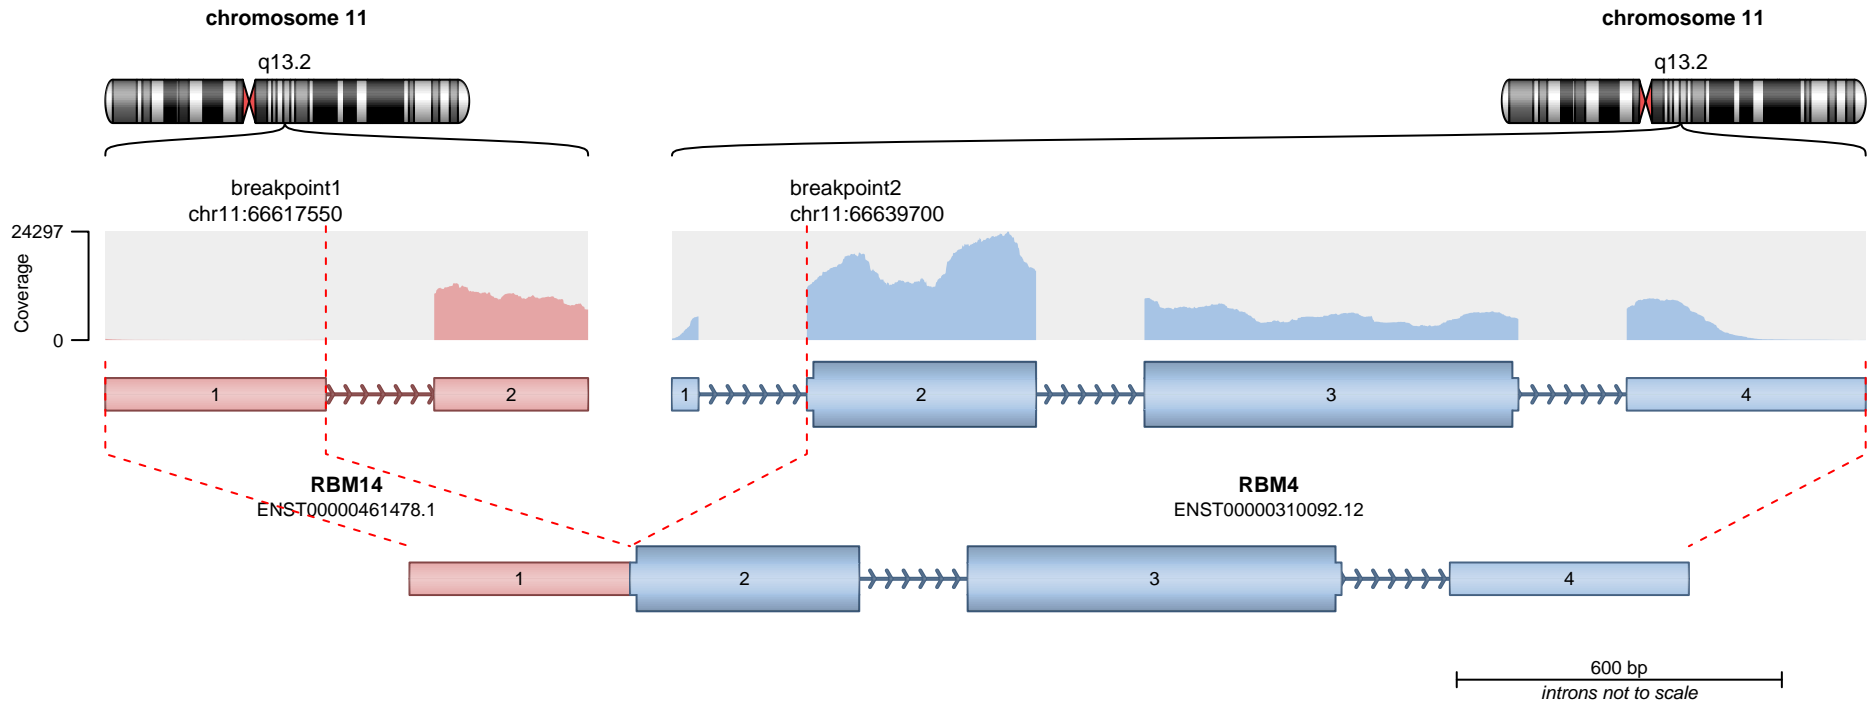 chromosome 11
chromosome 11
q13.2
q13.2
breakpoint1
chr11:66617550
breakpoint2
chr11:66639700
24297
Coverage
0
1
2
1
2
3
4
RBM14
ENST00000461478.1
RBM4
ENST00000310092.12
1
2
3
4
600 bp
introns not to scale